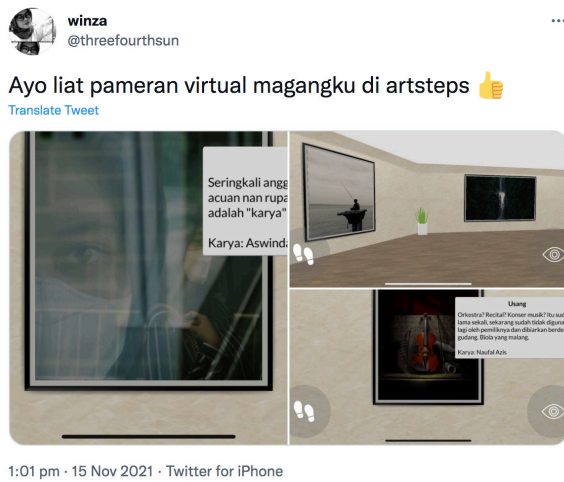 winza
@threefourthsun
Ayo liat pameran virtual magangku di artsteps 👍
Translate Tweet
Seringkali angg
acuan nan rupa
adalah "karya"
Karya: Aswinda
Usang
Orkestra? Recital? Konser musik? Itu sud
lama sekali, sekarang sudah tidak diguna
lagi oleh pemiliknya dan dibiarkan berde
gudang. Biola yang malang.
Karya: Naufal Azis
1:01 pm · 15 Nov 2021 · Twitter for iPhone